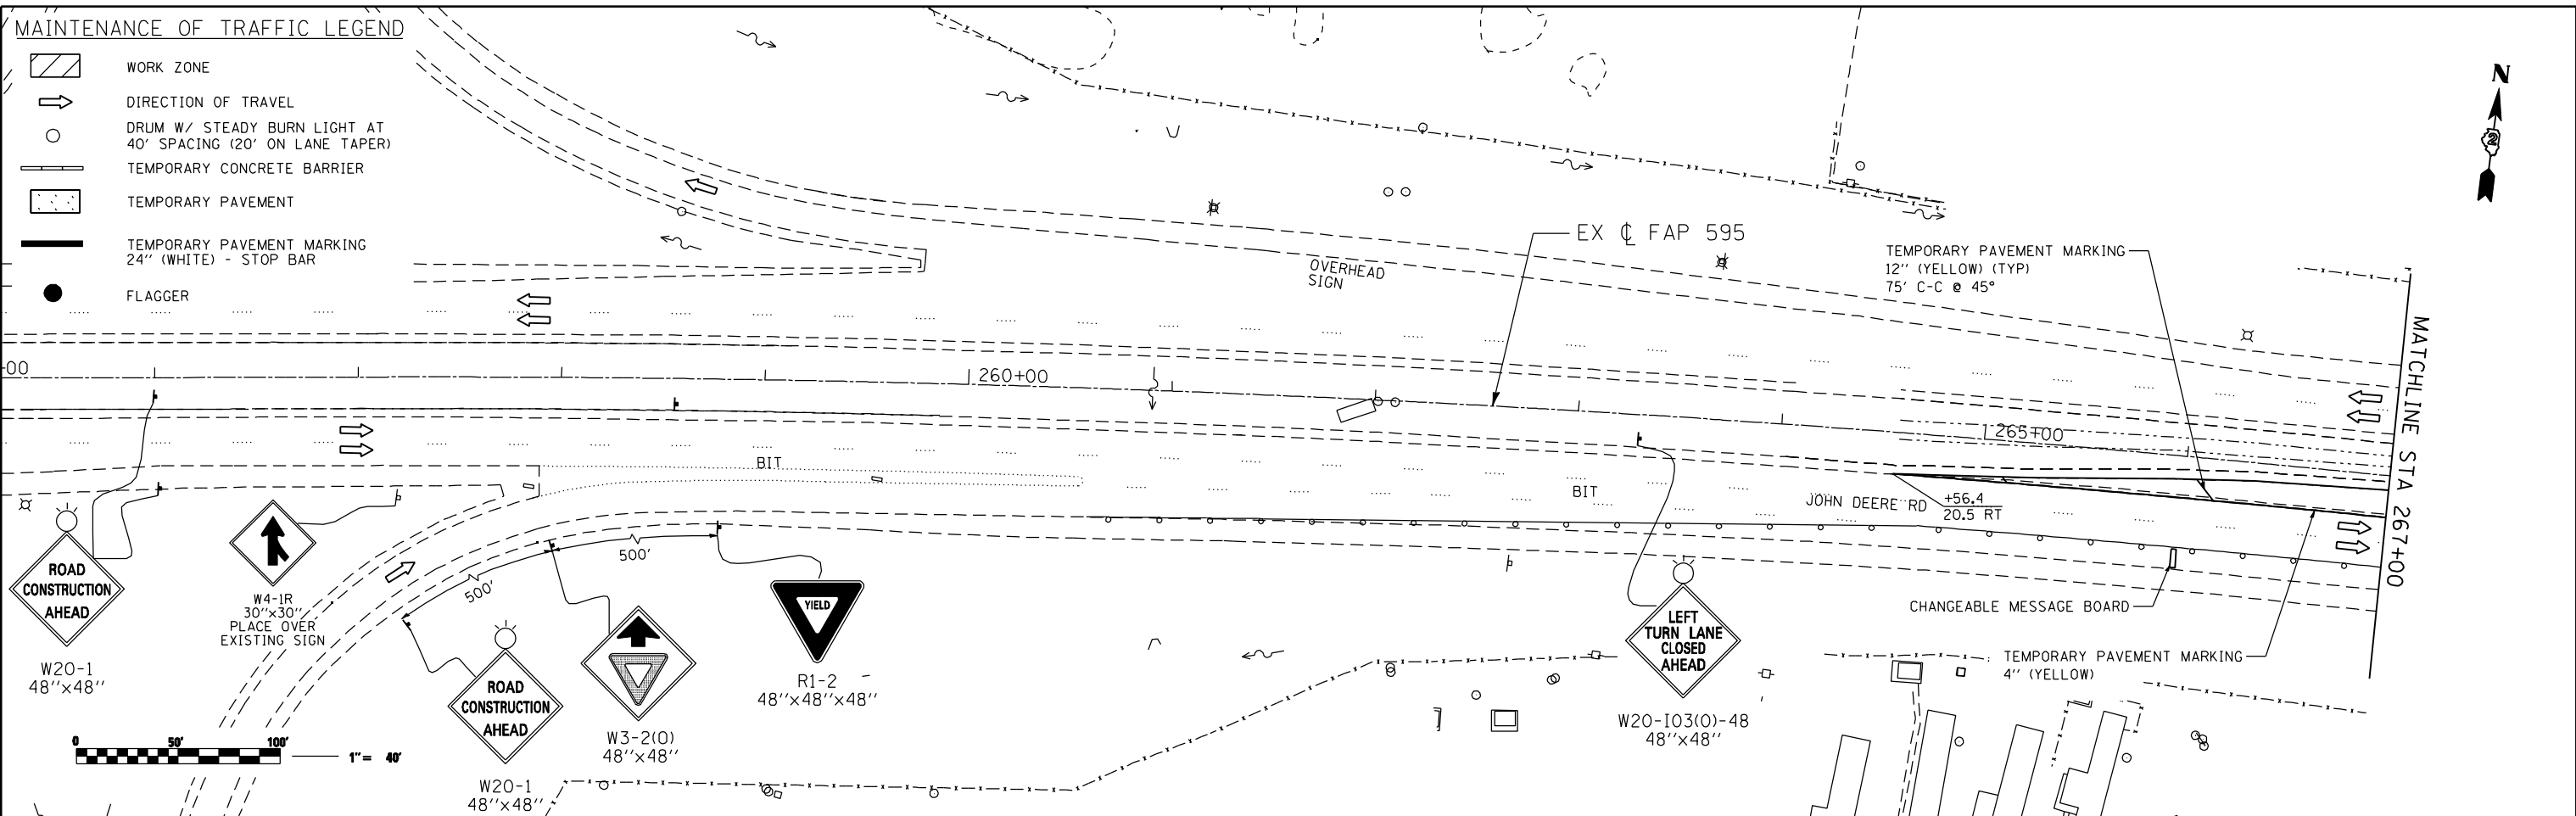 MAINTENANCE OF TRAFFIC LEGEND
WORK ZONE
DIRECTION OF TRAVEL
DRUM W/ STEADY BURN LIGHT AT
40' SPACING (20' ON LANE TAPER)
TEMPORARY CONCRETE BARRIER
TEMPORARY PAVEMENT
TEMPORARY PAVEMENT MARKING
24" (WHITE) - STOP BAR
FLAGGER
N
2
EX ℄ FAP 595
OVERHEAD
SIGN
TEMPORARY PAVEMENT MARKING
12" (YELLOW) (TYP)
75' C-C @ 45°
MATCHLINE STA 267+00
-00
260+00
265+00
BIT
BIT
JOHN DEERE RD
+56.4
20.5 RT
500'
500'
CHANGEABLE MESSAGE BOARD
TEMPORARY PAVEMENT MARKING
4" (YELLOW)
ROAD
CONSTRUCTION
AHEAD
W20-1
48"x48"
W4-1R
30"x30"
PLACE OVER
EXISTING SIGN
ROAD
CONSTRUCTION
AHEAD
W20-1
48"x48"
W3-2(O)
48"x48"
YIELD
R1-2
48"x48"x48"
LEFT
TURN LANE
CLOSED
AHEAD
W20-I03(O)-48
48"x48"
0 50' 100'
1"= 40'